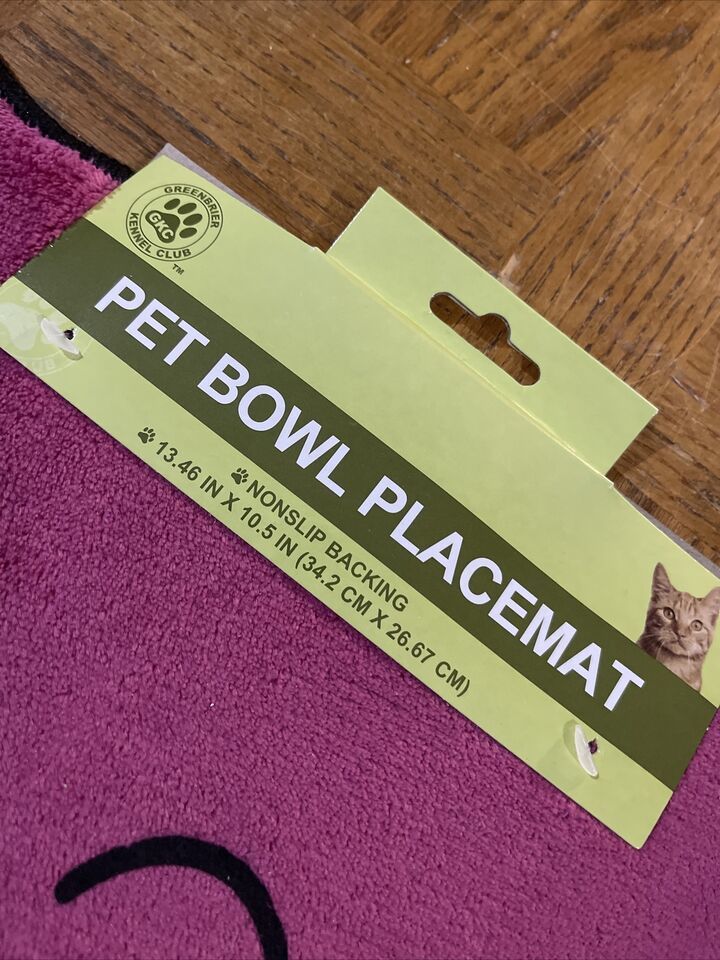 GREENBRIER
GKC
KENNEL CLUB
TM
PET BOWL PLACEMAT
NONSLIP BACKING
13.46 IN X 10.5 IN (34.2 CM X 26.67 CM)